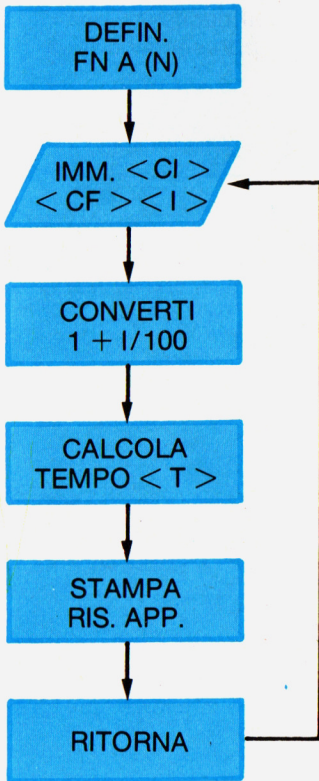 DEFIN.
FN A (N)
IMM. < CI >
< CF > < I >
CONVERTI
1 + I/100
CALCOLA
TEMPO < T >
STAMPA
RIS. APP.
RITORNA